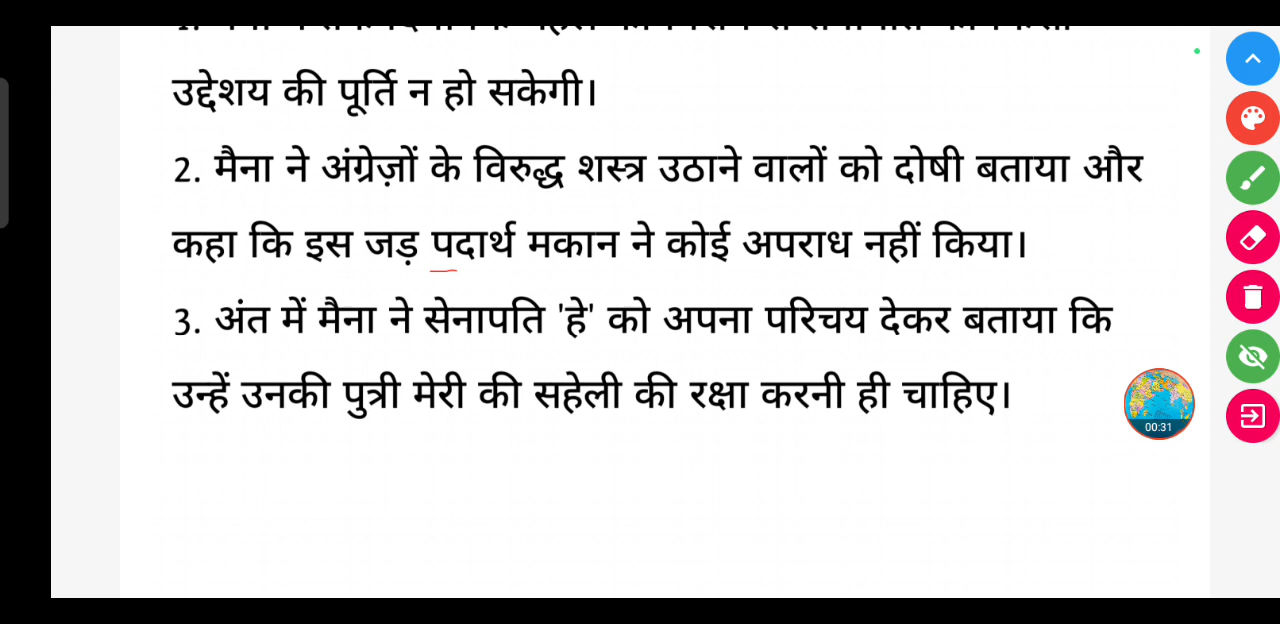 उद्देशय की पूर्ति न हो सकेगी।
2. मैना ने अंग्रेज़ों के विरुद्ध शस्त्र उठाने वालों को दोषी बताया और
कहा कि इस जड़ पदार्थ मकान ने कोई अपराध नहीं किया।
3. अंत में मैना ने सेनापति 'हे' को अपना परिचय देकर बताया कि
उन्हें उनकी पुत्री मेरी की सहेली की रक्षा करनी ही चाहिए।
00:31